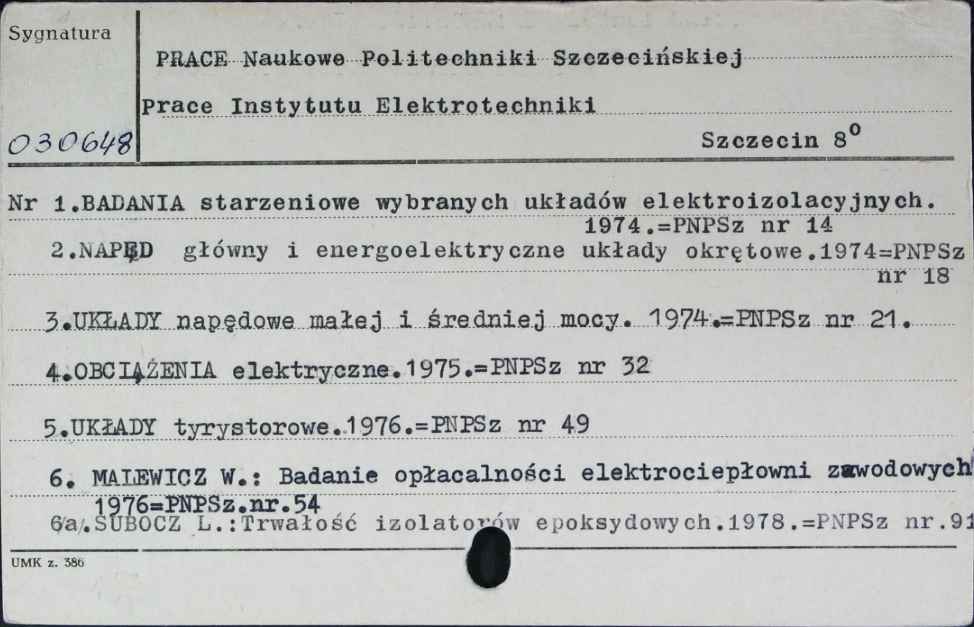 Sygnatura
PRACE Naukowe Politechniki Szczecińskiej
Prace Instytutu Elektrotechniki
030648
Szczecin 8°
Nr 1.BADANIA starzeniowe wybranych układów elektroizolacyjnych.
1974.=PNPSz nr 14
2.NAPĘD główny i energoelektryczne układy okrętowe.1974=PNPSz
nr 18
3.UKŁADY napędowe małej i średniej mocy. 1974.=PNPSz nr 21.
4.OBCIĄŻENIA elektryczne.1975.=PNPSz nr 32
5.UKŁADY tyrystorowe.1976.=PNPSz nr 49
6. MALEWICZ W.: Badanie opłacalności elektrociepłowni zawodowych
1976=PNPSz.nr.54
6a/.SUBOCZ L.:Trwałość izolatorów epoksydowych.1978.=PNPSz nr.91
UMK z. 386